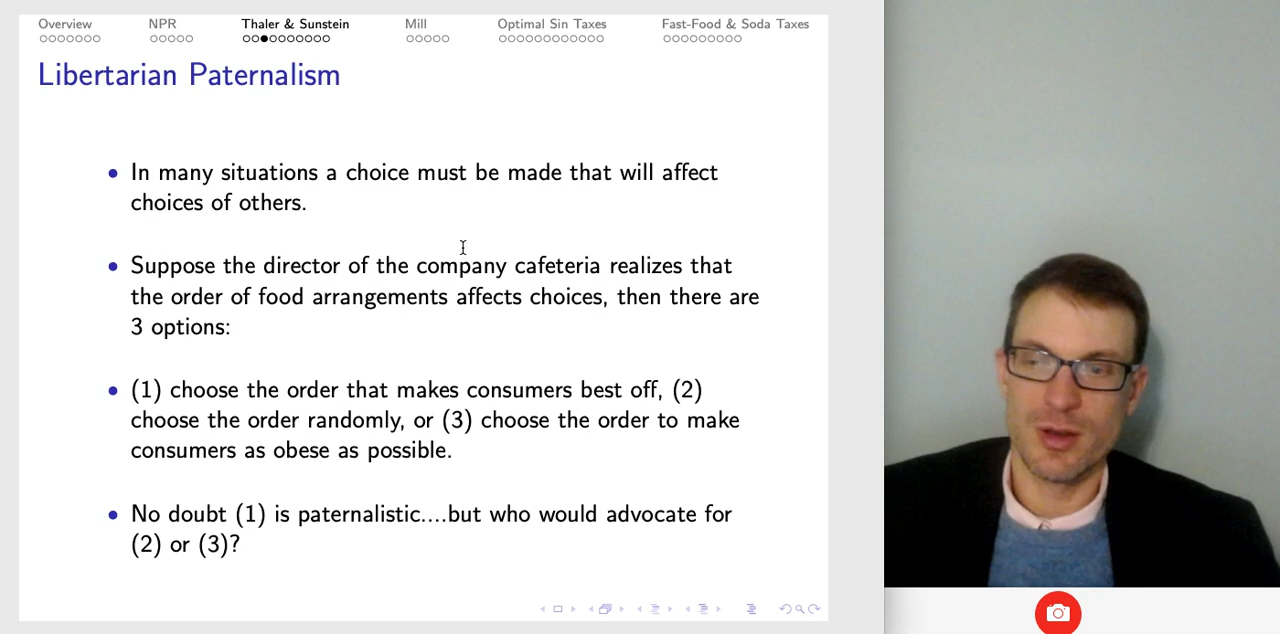 Overview NPR Thaler & Sunstein Mill Optimal Sin Taxes Fast-Food & Soda Taxes
Libertarian Paternalism
• In many situations a choice must be made that will affect
choices of others.
• Suppose the director of the company cafeteria realizes that
the order of food arrangements affects choices, then there are
3 options:
• (1) choose the order that makes consumers best off, (2)
choose the order randomly, or (3) choose the order to make
consumers as obese as possible.
• No doubt (1) is paternalistic....but who would advocate for
(2) or (3)?